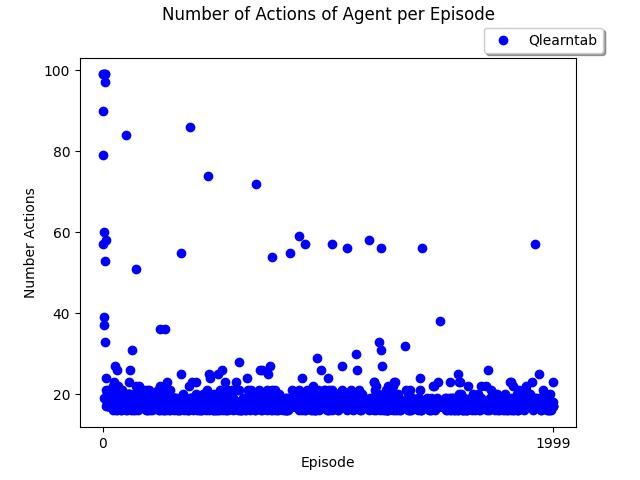 Number of Actions of Agent per Episode
Qlearntab
100
80
60
40
20
Number Actions
0
1999
Episode